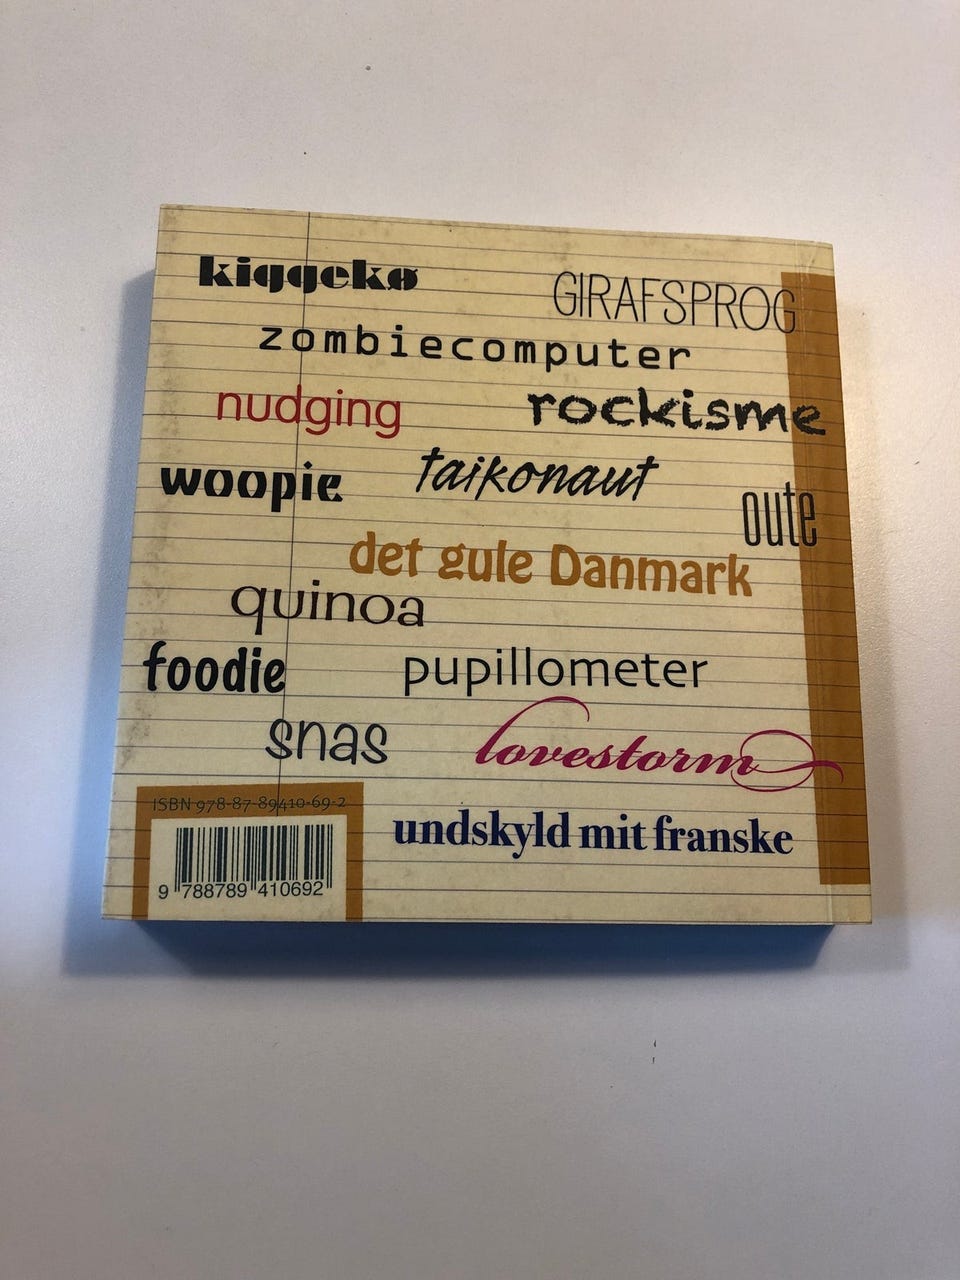 kiggekø
GIRAFSPROG
zombiecomputer
nudging
rockisme
woopie
taikonaut
oute
det gule Danmark
quinoa
foodie
pupillometer
snas
lovestorm
ISBN 978-87-89410-69-2
undskyld mit franske
9 788789 410692